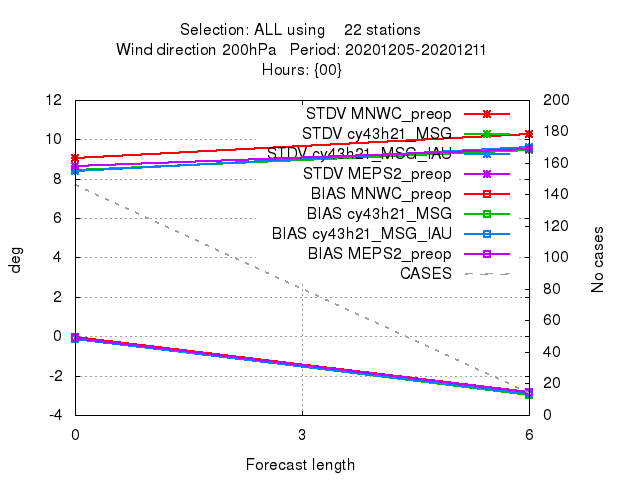 Selection: ALL using    22 stations
Wind direction 200hPa   Period: 20201205-20201211
Hours: {00}
12 200
10 180
8 160
6 140
4 120
2 100
0 80
-2 60
-4 40
20
0
STDV MNWC_preop
STDV cy43h21_MSG
STDV cy43h21_MSG_IAU
STDV MEPS2_preop
BIAS MNWC_preop
BIAS cy43h21_MSG
BIAS cy43h21_MSG_IAU
BIAS MEPS2_preop
CASES
deg
No cases
0 3 6
Forecast length